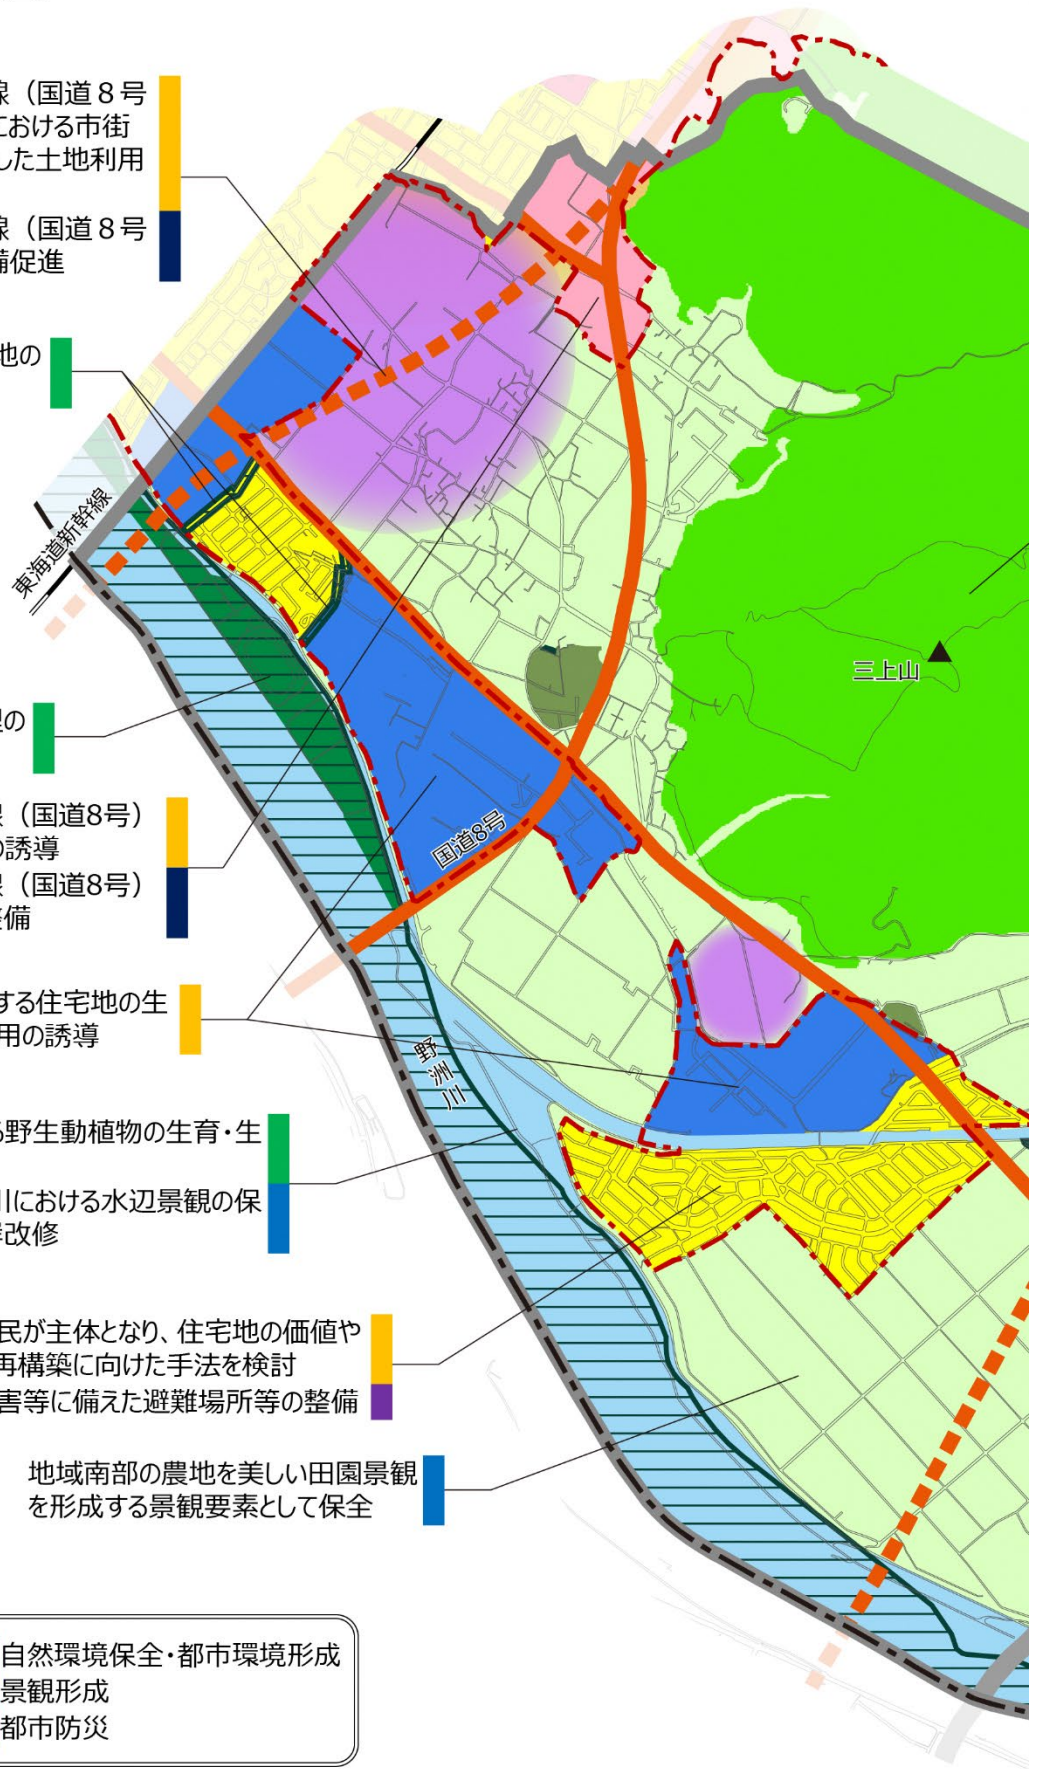 線（国道８号
における市街
した土地利用
線（国道８号
備促進
地の
東海道新幹線
三上山
国道8号
線（国道8号）
の誘導
線（国道8号）
整備
する住宅地の生
用の誘導
野洲川
る野生動植物の生育・生
川における水辺景観の保
岸改修
民が主体となり、住宅地の価値や
再構築に向けた手法を検討
害等に備えた避難場所等の整備
地域南部の農地を美しい田園景観
を形成する景観要素として保全
自然環境保全・都市環境形成
景観形成
都市防災